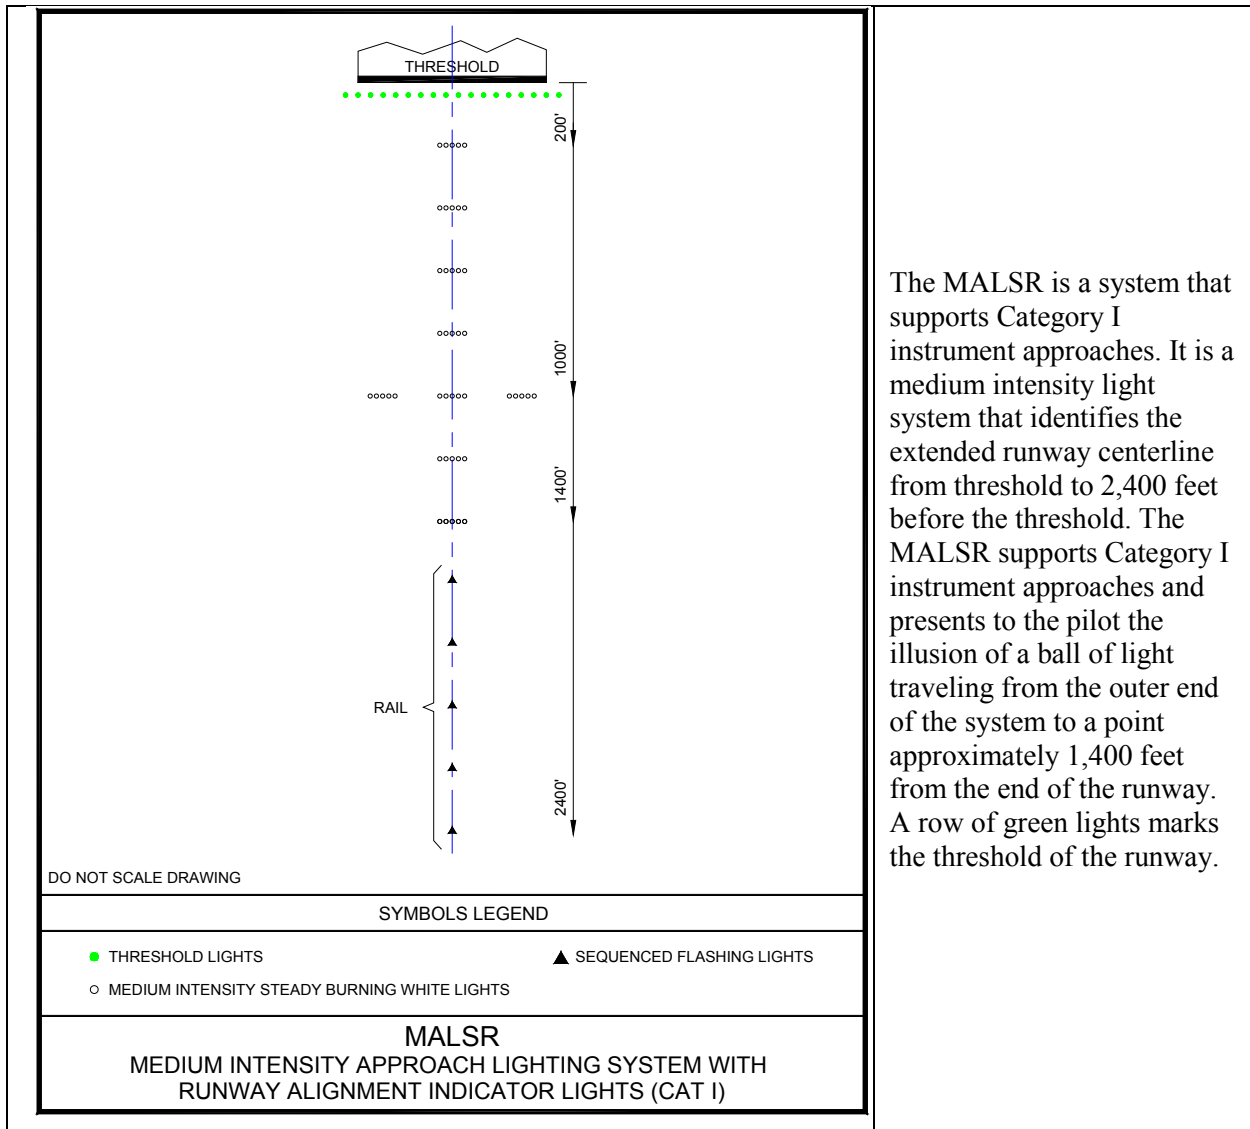 THRESHOLD
200'
1000'
1400'
RAIL
2400'
DO NOT SCALE DRAWING
SYMBOLS LEGEND
THRESHOLD LIGHTS
SEQUENCED FLASHING LIGHTS
MEDIUM INTENSITY STEADY BURNING WHITE LIGHTS
MALSR
MEDIUM INTENSITY APPROACH LIGHTING SYSTEM WITH
RUNWAY ALIGNMENT INDICATOR LIGHTS (CAT I)
The MALSR is a system that
supports Category I
instrument approaches. It is a
medium intensity light
system that identifies the
extended runway centerline
from threshold to 2,400 feet
before the threshold. The
MALSR supports Category I
instrument approaches and
presents to the pilot the
illusion of a ball of light
traveling from the outer end
of the system to a point
approximately 1,400 feet
from the end of the runway.
A row of green lights marks
the threshold of the runway.